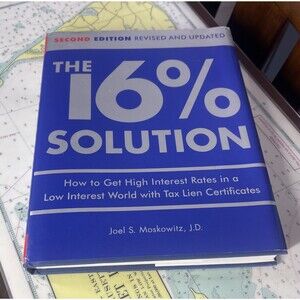 SECOND EDITION REVISED AND UPDATED
THE
16%
SOLUTION
How to Get High Interest Rates in a
Low Interest World with Tax Lien Certificates
Joel S. Moskowitz, J.D.